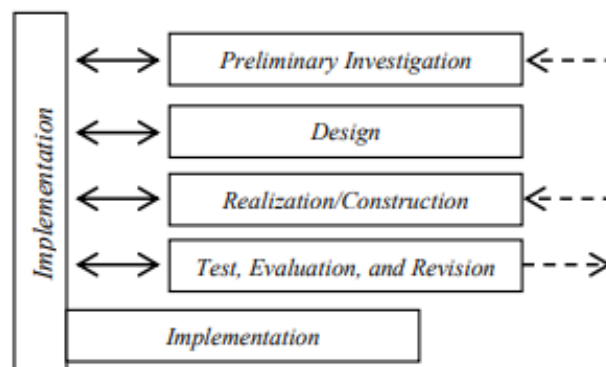 Implementation
Preliminary Investigation
Design
Realization/Construction
Test, Evaluation, and Revision
Implementation